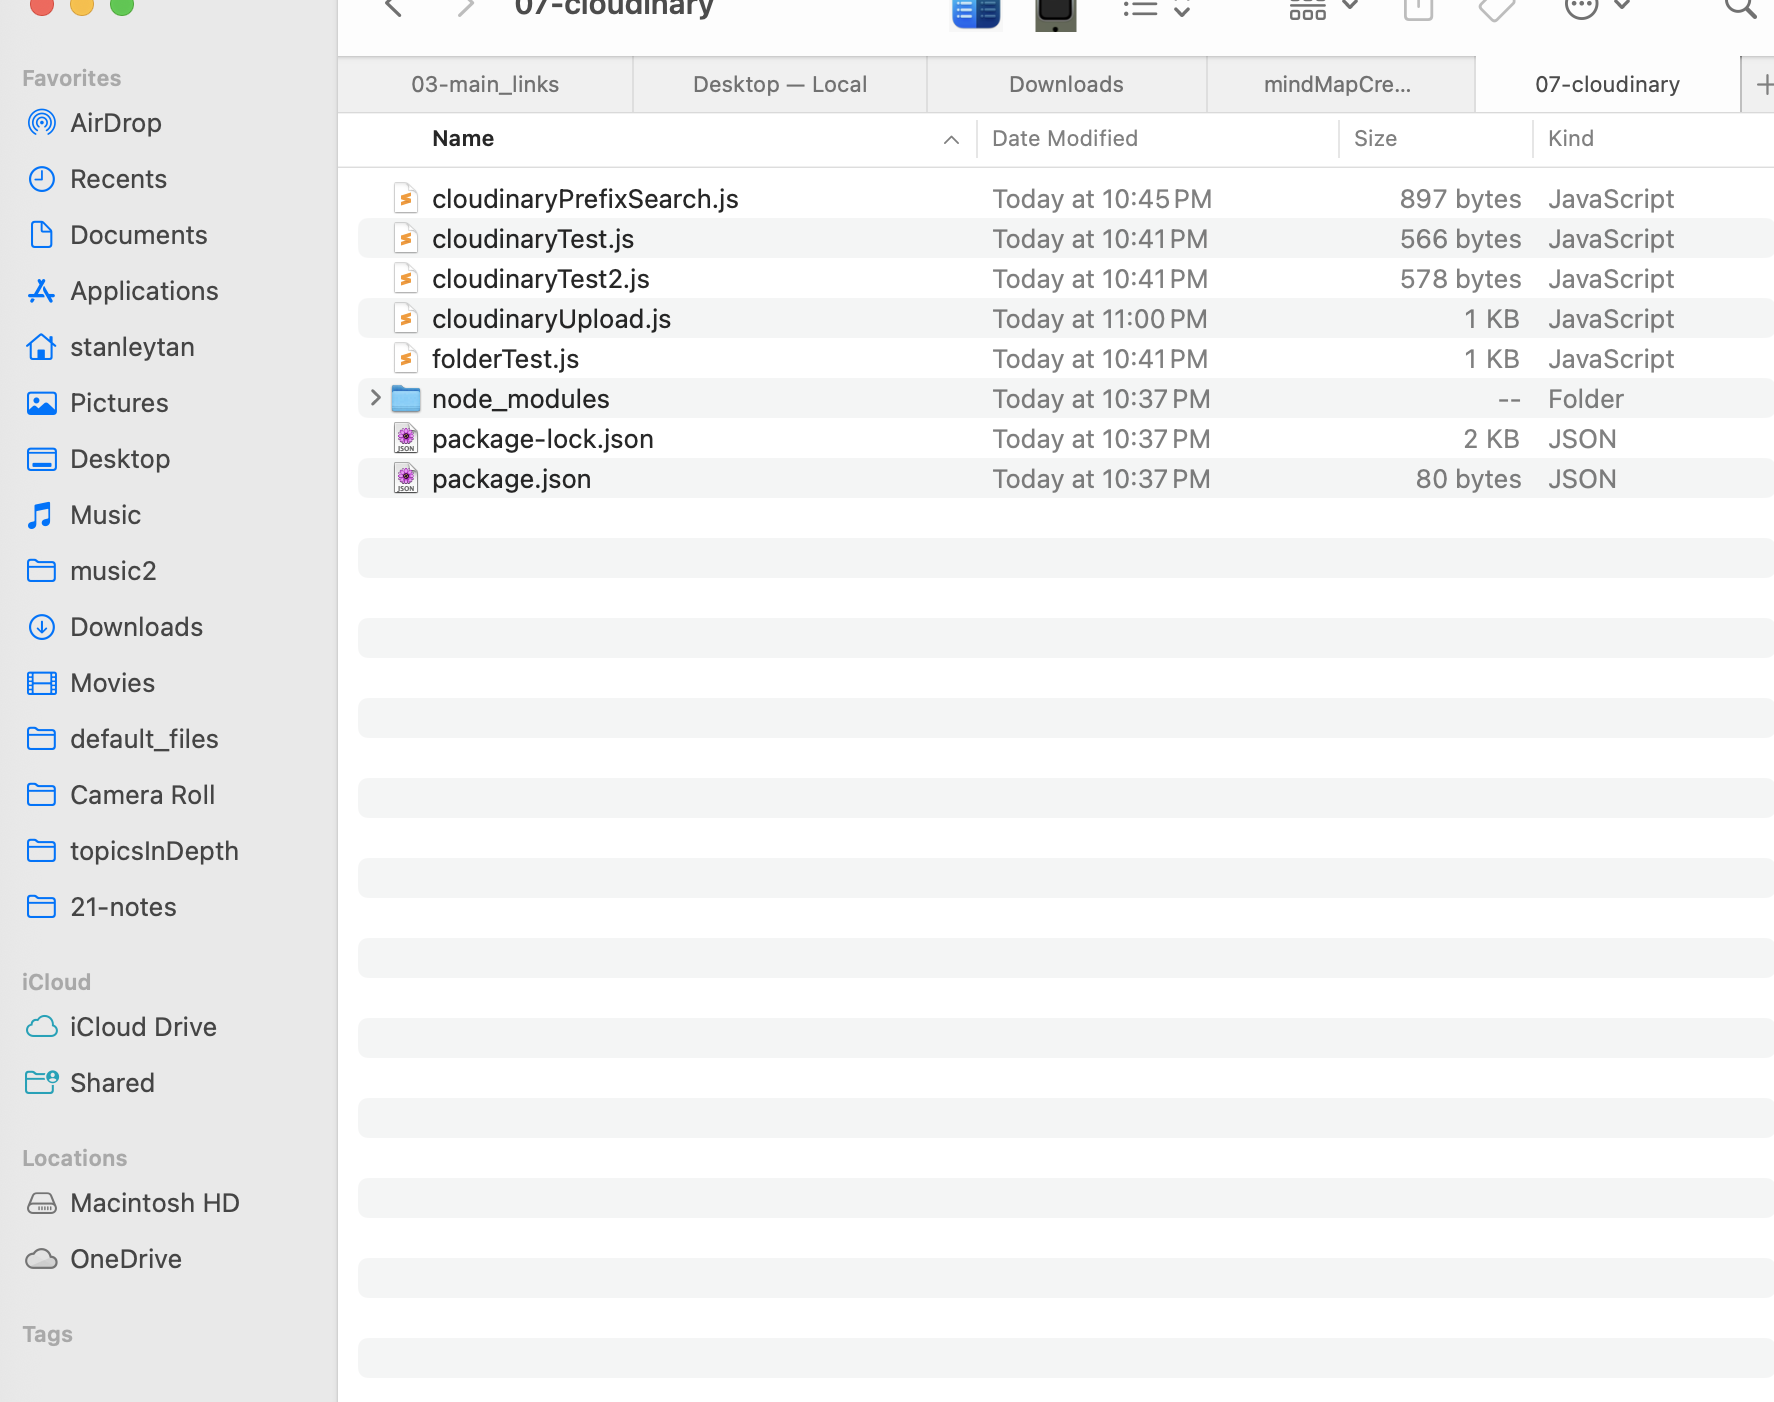 07-cloudinary
03-main_links
Desktop — Local
Downloads
mindMapCre...
07-cloudinary
Name
Date Modified
Size
Kind
cloudinaryPrefixSearch.js Today at 10:45 PM 897 bytes JavaScript
cloudinaryTest.js Today at 10:41 PM 566 bytes JavaScript
cloudinaryTest2.js Today at 10:41 PM 578 bytes JavaScript
cloudinaryUpload.js Today at 11:00 PM 1 KB JavaScript
folderTest.js Today at 10:41 PM 1 KB JavaScript
node_modules Today at 10:37 PM -- Folder
package-lock.json Today at 10:37 PM 2 KB JSON
package.json Today at 10:37 PM 80 bytes JSON
Favorites
AirDrop
Recents
Documents
Applications
stanleytan
Pictures
Desktop
Music
music2
Downloads
Movies
default_files
Camera Roll
topicsInDepth
21-notes
iCloud
iCloud Drive
Shared
Locations
Macintosh HD
OneDrive
Tags